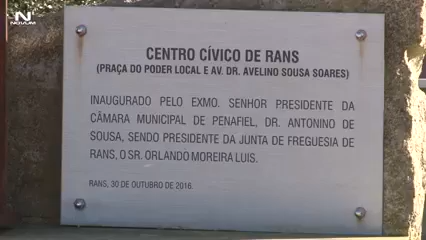 N
NOVUM
CENTRO CÍVICO DE RANS
(PRAÇA DO PODER LOCAL E AV. DR. AVELINO SOUSA SOARES)
INAUGURADO PELO EXMO. SENHOR PRESIDENTE DA
CÂMARA MUNICIPAL DE PENAFIEL, DR. ANTONINO DE
SOUSA, SENDO PRESIDENTE DA JUNTA DE FREGUESIA DE
RANS, O SR. ORLANDO MOREIRA LUIS.
RANS, 30 DE OUTUBRO DE 2016.